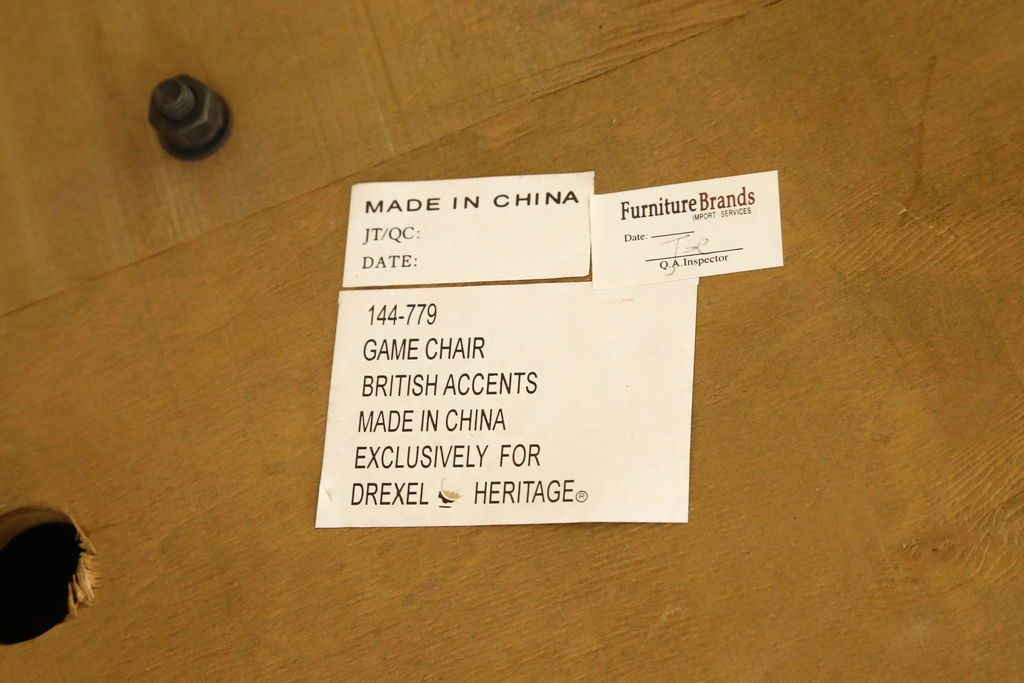 MADE IN CHINA
JT/QC:
DATE:
FurnitureBrands
IMPORT SERVICES
Date:
Q.A.Inspector
144-779
GAME CHAIR
BRITISH ACCENTS
MADE IN CHINA
EXCLUSIVELY FOR
DREXEL HERITAGE®